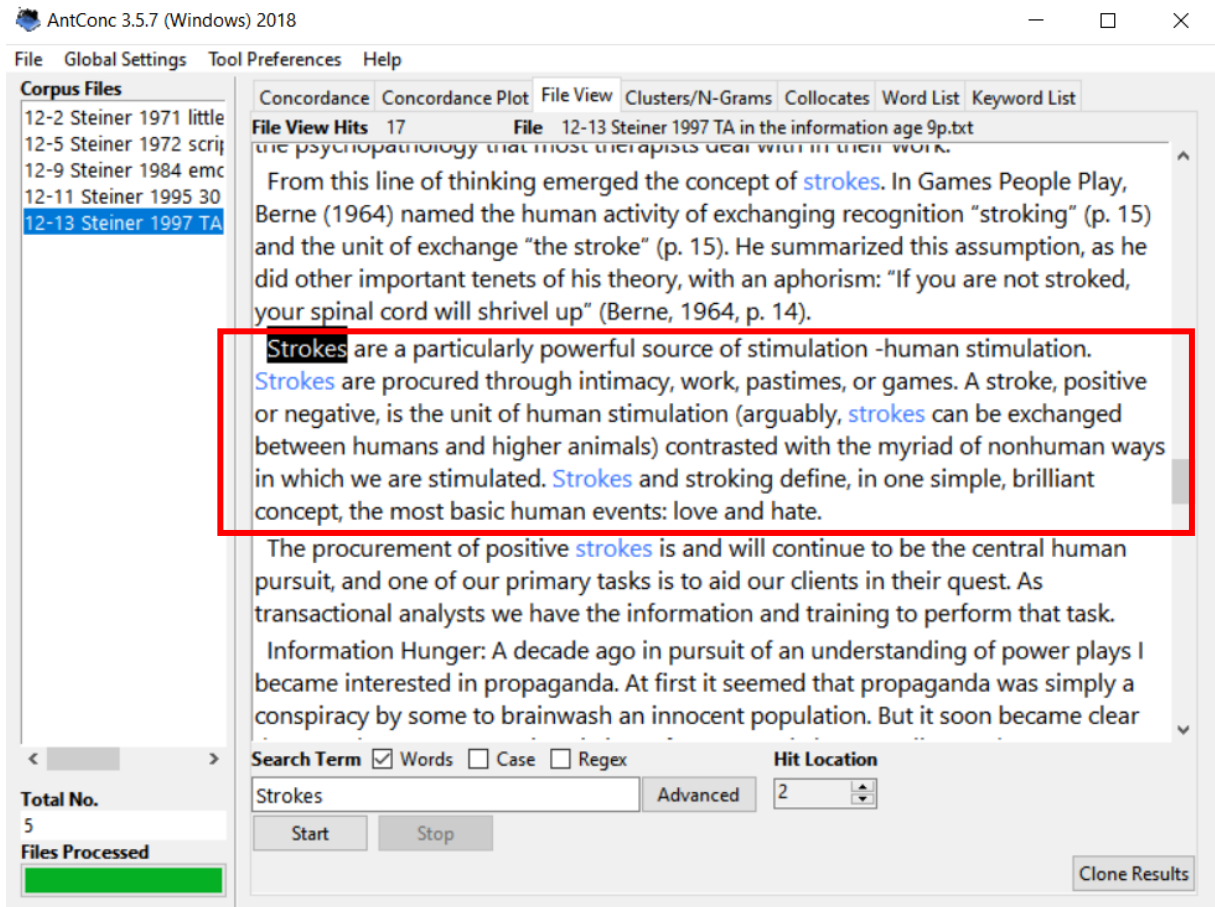 AntConc 3.5.7 (Windows) 2018
File Global Settings Tool Preferences Help
Corpus Files
12-2 Steiner 1971 little
12-5 Steiner 1972 scrip
12-9 Steiner 1984 emo
12-11 Steiner 1995 30
12-13 Steiner 1997 TA
Total No.
5
Files Processed
Concordance Concordance Plot File View Clusters/N-Grams Collocates Word List Keyword List
File View Hits 17 File 12-13 Steiner 1997 TA in the information age 9p.txt
the psychopathology that most therapists deal with in their work.
From this line of thinking emerged the concept of strokes. In Games People Play,
Berne (1964) named the human activity of exchanging recognition “stroking” (p. 15)
and the unit of exchange “the stroke” (p. 15). He summarized this assumption, as he
did other important tenets of his theory, with an aphorism: “If you are not stroked,
your spinal cord will shrivel up” (Berne, 1964, p. 14).
Strokes are a particularly powerful source of stimulation -human stimulation.
Strokes are procured through intimacy, work, pastimes, or games. A stroke, positive
or negative, is the unit of human stimulation (arguably, strokes can be exchanged
between humans and higher animals) contrasted with the myriad of nonhuman ways
in which we are stimulated. Strokes and stroking define, in one simple, brilliant
concept, the most basic human events: love and hate.
The procurement of positive strokes is and will continue to be the central human
pursuit, and one of our primary tasks is to aid our clients in their quest. As
transactional analysts we have the information and training to perform that task.
Information Hunger: A decade ago in pursuit of an understanding of power plays I
became interested in propaganda. At first it seemed that propaganda was simply a
conspiracy by some to brainwash an innocent population. But it soon became clear
Search Term Words Case Regex Hit Location
Strokes Advanced 2
Start Stop
Clone Results